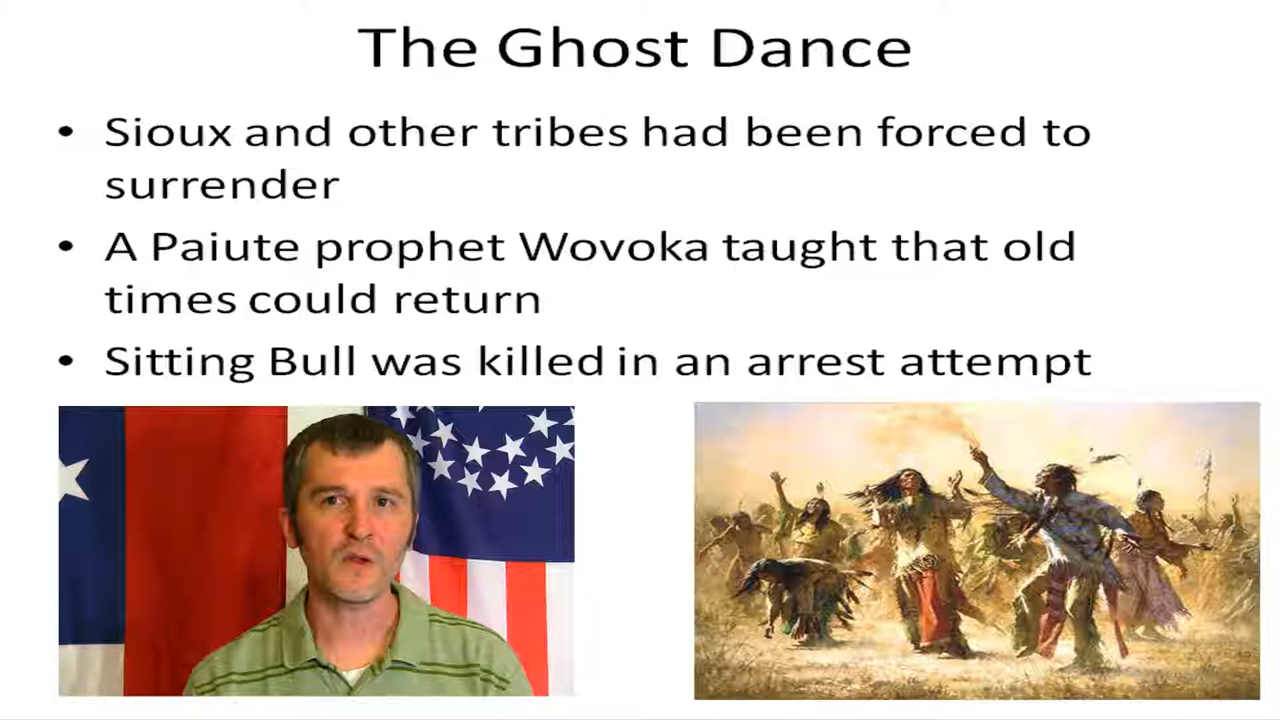 The Ghost Dance
• Sioux and other tribes had been forced to
surrender
• A Paiute prophet Wovoka taught that old
times could return
• Sitting Bull was killed in an arrest attempt